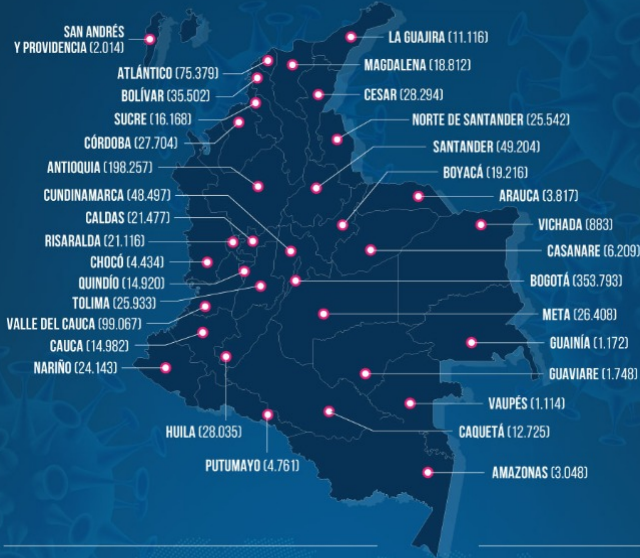 SAN ANDRÉS
Y PROVIDENCIA (2.014)
ATLÁNTICO (75.379)
BOLÍVAR (35.502)
SUCRE (16.168)
CÓRDOBA (27.704)
ANTIOQUIA (198.257)
CUNDINAMARCA (48.497)
CALDAS (21.477)
RISARALDA (21.116)
CHOCÓ (4.434)
QUINDÍO (14.920)
TOLIMA (25.933)
VALLE DEL CAUCA (99.067)
CAUCA (14.982)
NARIÑO (24.143)
HUILA (28.035)
PUTUMAYO (4.761)
LA GUAJIRA (11.116)
MAGDALENA (18.812)
CESAR (28.294)
NORTE DE SANTANDER (25.542)
SANTANDER (49.204)
BOYACÁ (19.216)
ARAUCA (3.817)
VICHADA (883)
CASANARE (6.209)
BOGOTÁ (353.793)
META (26.408)
GUAINÍA (1.172)
GUAVIARE (1.748)
VAUPÉS (1.114)
CAQUETÁ (12.725)
AMAZONAS (3.048)